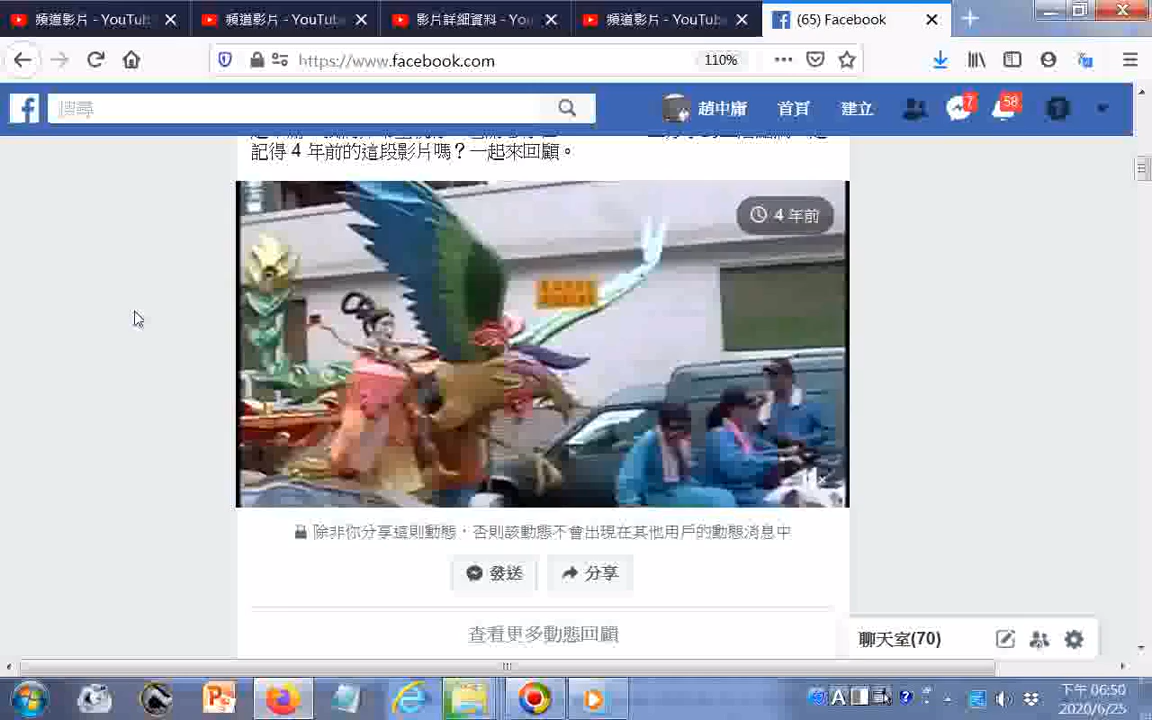 頻道影片 - YouTub
頻道影片 - YouTub
影片詳細資料 - You
頻道影片 - YouTub
(65) Facebook
https://www.facebook.com
110%
搜尋
趙中庸
首頁
建立
7
58
記得 4 年前的這段影片嗎？一起來回顧。
4 年前
除非你分享這則動態，否則該動態不會出現在其他用戶的動態消息中
發送
分享
查看更多動態回顧
聊天室(70)
下午 06:50
2020/6/25